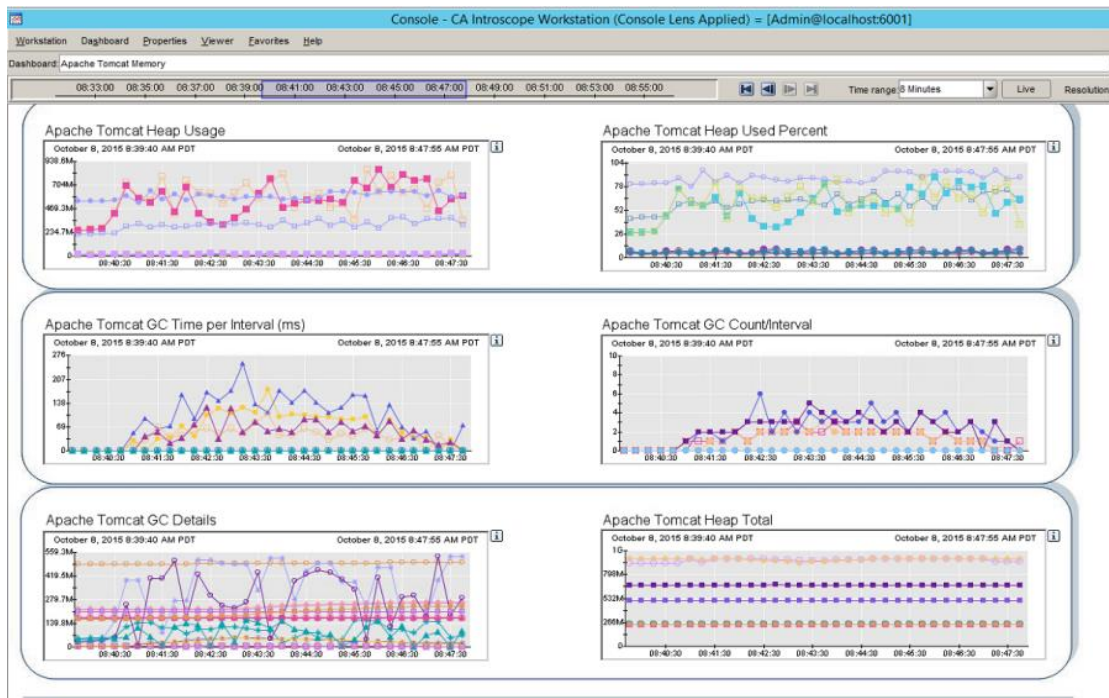 Console - CA Introscope Workstation (Console Lens Applied) = [Admin@localhost:6001]
Workstation Dashboard Properties Viewer Favorites Help
Dashboard: Apache Tomcat Memory
08:33:00 08:35:00 08:37:00 08:39:00 08:41:00 08:43:00 08:45:00 08:47:00 08:49:00 08:51:00 08:53:00 08:55:00 Time range: 8 Minutes Live Resolution
Apache Tomcat Heap Usage
October 8, 2015 8:39:40 AM PDT October 8, 2015 8:47:55 AM PDT
938.6M
704M
469.3M
234.7M
0
08:40:30 08:41:30 08:42:30 08:43:30 08:44:30 08:45:30 08:46:30 08:47:30
Apache Tomcat Heap Used Percent
October 8, 2015 8:39:40 AM PDT October 8, 2015 8:47:55 AM PDT
104
78
52
26
0
08:40:30 08:41:30 08:42:30 08:43:30 08:44:30 08:45:30 08:46:30 08:47:30
Apache Tomcat GC Time per Interval (ms)
October 8, 2015 8:39:40 AM PDT October 8, 2015 8:47:55 AM PDT
276
207
138
69
0
08:40:30 08:41:30 08:42:30 08:43:30 08:44:30 08:45:30 08:46:30 08:47:30
Apache Tomcat GC Count/Interval
October 8, 2015 8:39:40 AM PDT October 8, 2015 8:47:55 AM PDT
10
8
6
4
2
0
08:40:30 08:41:30 08:42:30 08:43:30 08:44:30 08:45:30 08:46:30 08:47:30
Apache Tomcat GC Details
October 8, 2015 8:39:40 AM PDT October 8, 2015 8:47:55 AM PDT
559.3M
419.5M
279.7M
139.8M
0
08:40:30 08:41:30 08:42:30 08:43:30 08:44:30 08:45:30 08:46:30 08:47:30
Apache Tomcat Heap Total
October 8, 2015 8:39:40 AM PDT October 8, 2015 8:47:55 AM PDT
1G
798M
532M
266M
0
08:40:30 08:41:30 08:42:30 08:43:30 08:44:30 08:45:30 08:46:30 08:47:30